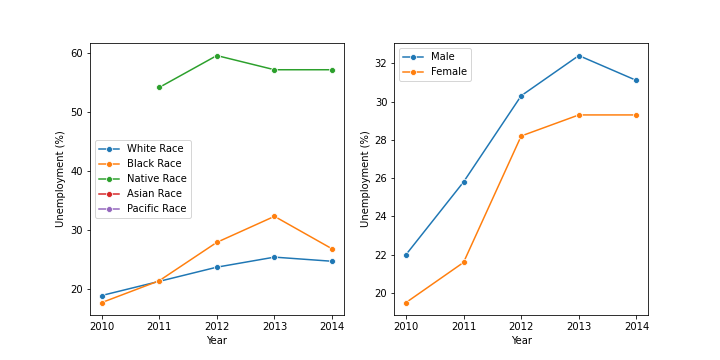 60
50
40
30
20
Unemployment (%)
White Race
Black Race
Native Race
Asian Race
Pacific Race
2010 2011 2012 2013 2014
Year
32
30
28
26
24
22
20
Unemployment (%)
Male
Female
2010 2011 2012 2013 2014
Year